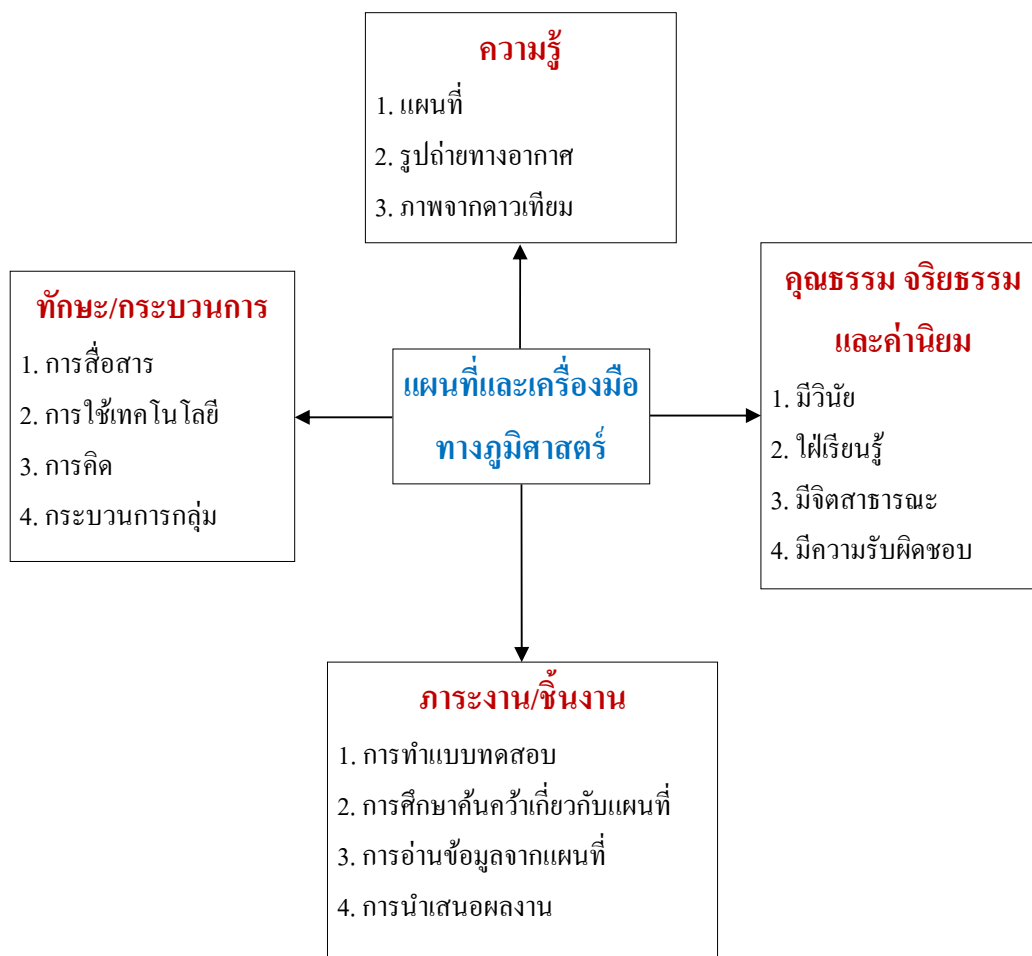 ความรู้
1. แผนที่
2. รูปถ่ายทางอากาศ
3. ภาพจากดาวเทียม
ทักษะ/กระบวนการ
1. การสื่อสาร
2. การใช้เทคโนโลยี
3. การคิด
4. กระบวนการกลุ่ม
แผนที่และเครื่องมือ
ทางภูมิศาสตร์
คุณธรรม จริยธรรม
และค่านิยม
1. มีวินัย
2. ใฝ่เรียนรู้
3. มีจิตสาธารณะ
4. มีความรับผิดชอบ
ภาระงาน/ชิ้นงาน
1. การทำแบบทดสอบ
2. การศึกษาค้นคว้าเกี่ยวกับแผนที่
3. การอ่านข้อมูลจากแผนที่
4. การนำเสนอผลงาน